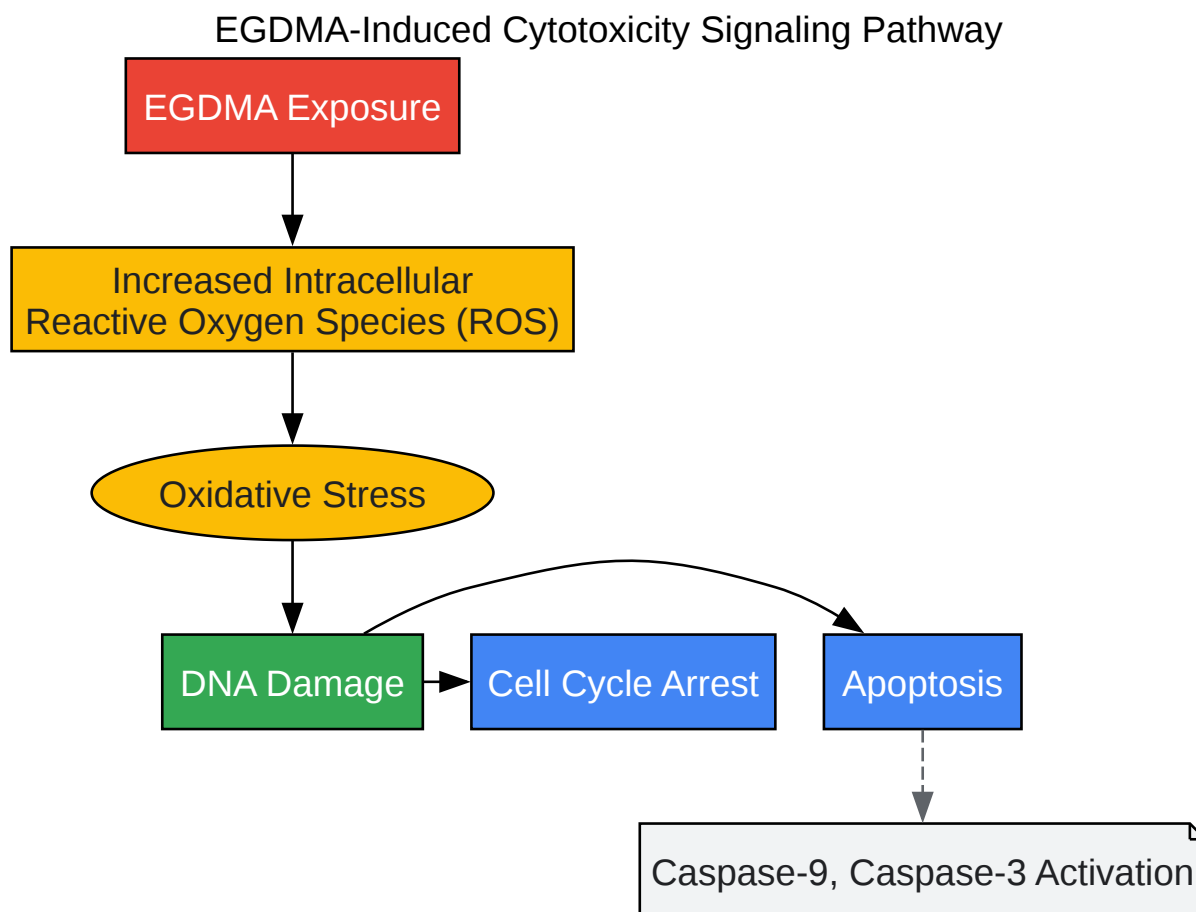 EGDMA-Induced Cytotoxicity Signaling Pathway
EGDMA Exposure
Increased Intracellular
Reactive Oxygen Species (ROS)
Oxidative Stress
DNA Damage
Cell Cycle Arrest
Apoptosis
Caspase-9, Caspase-3 Activation